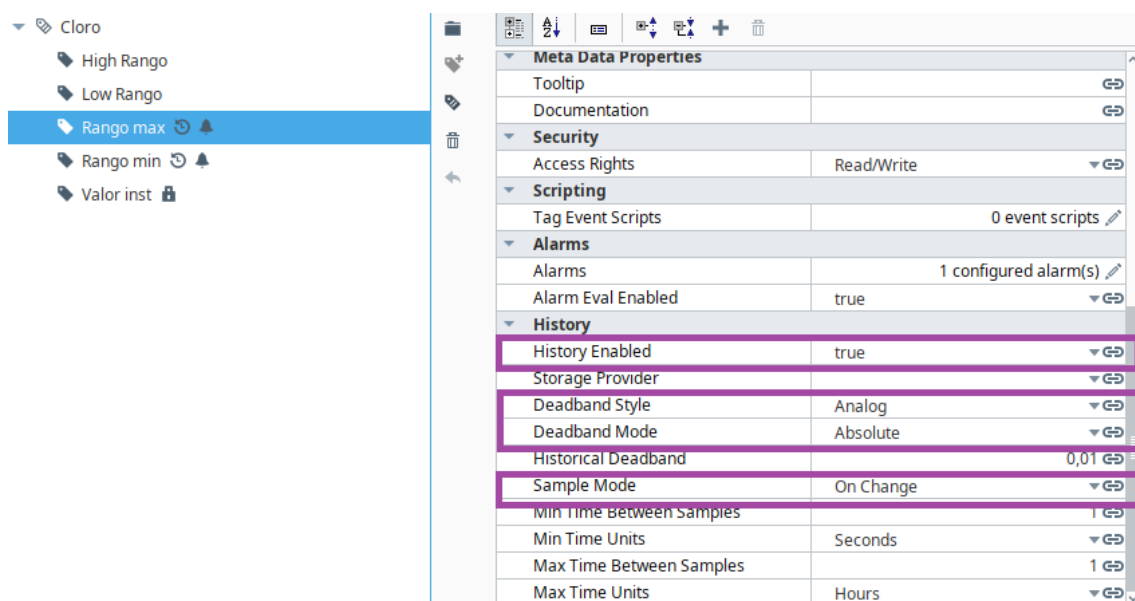 Cloro
High Rango
Low Rango
Rango max
Rango min
Valor inst
Meta Data Properties
Tooltip
Documentation
Security
Access Rights Read/Write
Scripting
Tag Event Scripts 0 event scripts
Alarms
Alarms 1 configured alarm(s)
Alarm Eval Enabled true
History
History Enabled true
Storage Provider
Deadband Style Analog
Deadband Mode Absolute
Historical Deadband 0,01
Sample Mode On Change
Min Time Between Samples 1
Min Time Units Seconds
Max Time Between Samples 1
Max Time Units Hours